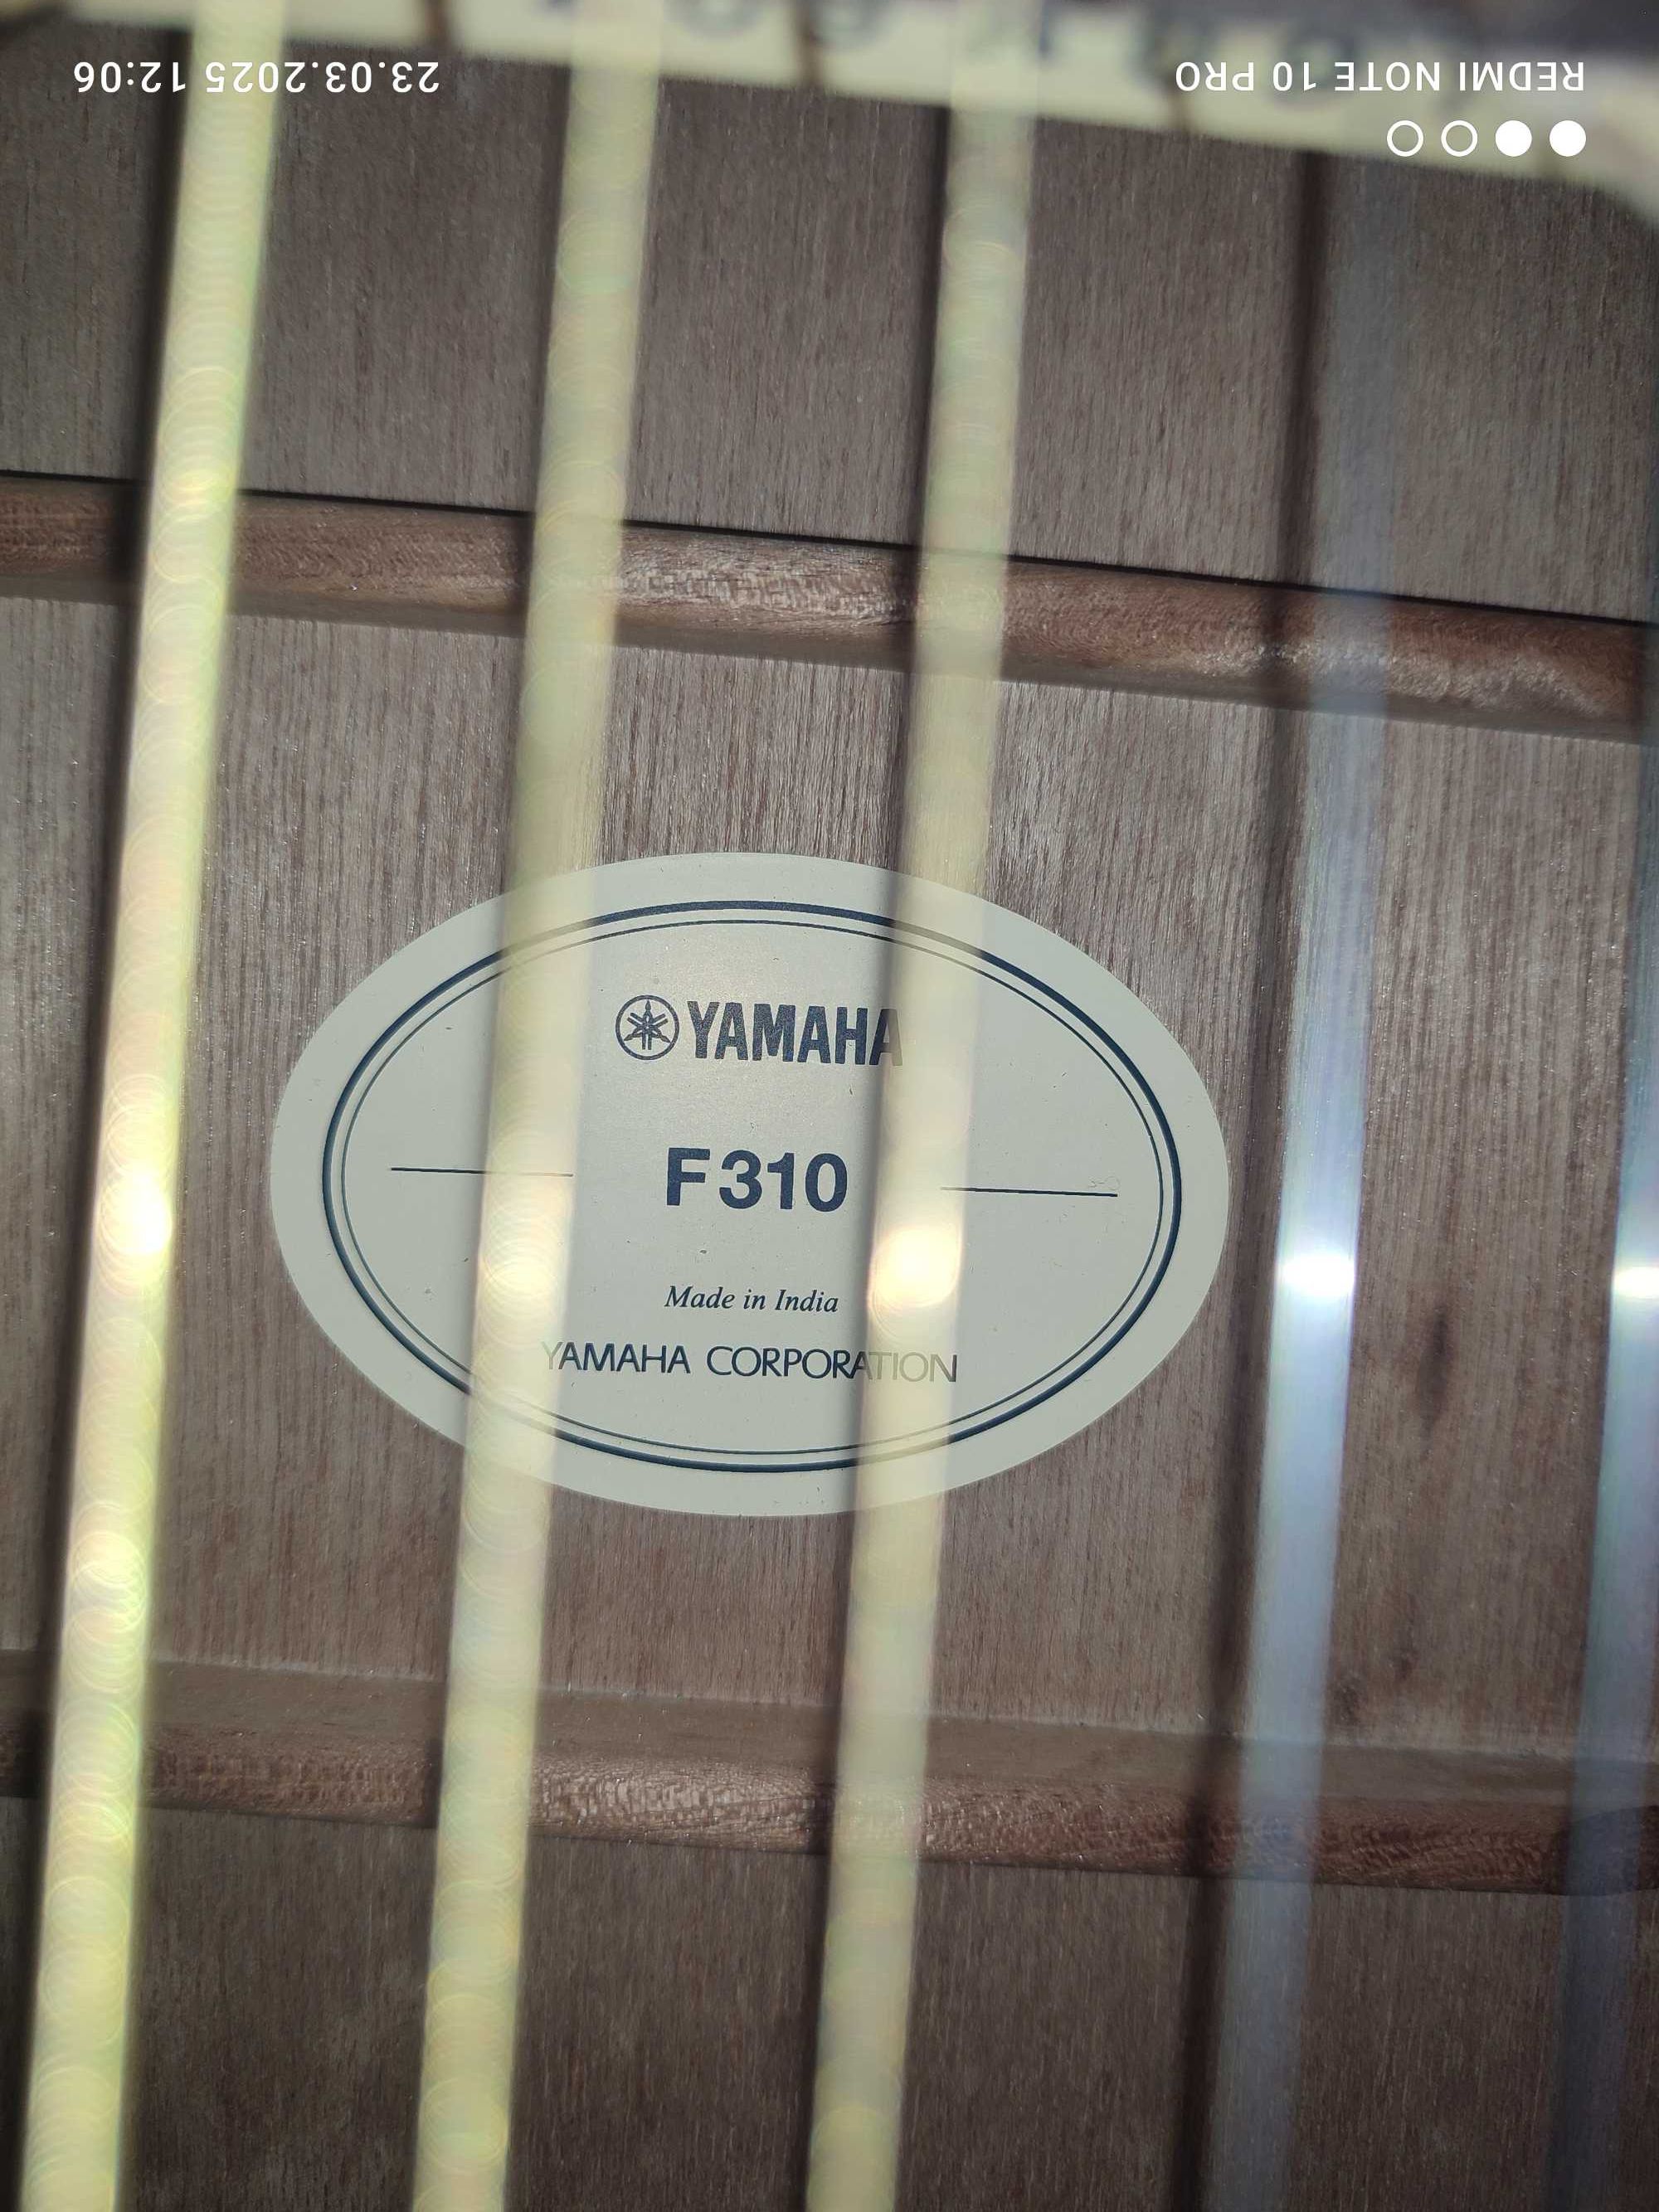 YAMAHA
F310
Made in India
YAMAHA CORPORATION
REDMI NOTE 10 PRO
23.03.2025 12:06